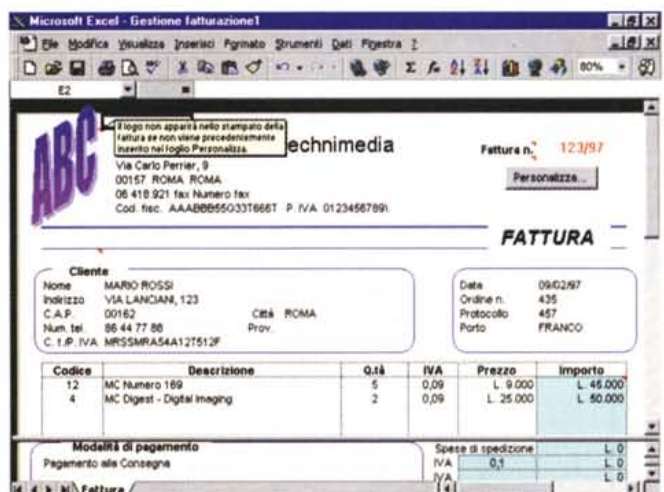 Microsoft Excel - Gestione fatturazione1
File Modifica Visualizza Inserisci Formato Strumenti Dati Finestra ?
80%
E2 =
ABC
Il logo non apparirà nello stampato della fattura se non viene precedentemente inserito nel foglio Personalizza.
echnimedia
Fattura n. 123/97
Via Carlo Perrier, 9
00157 ROMA ROMA
Personalizza...
06 418.921 fax Numero fax
Cod. fisc. P. IVA
FATTURA
Cliente
Nome MARIO ROSSI
Data 09/02/97
Indirizzo VIA LANCIANI, 123
Ordine n. 435
C.A.P. 00162 Città ROMA
Protocollo 457
Num. tel. 86 44 77 88 Prov.
Porto FRANCO
C. f./P. IVA MRSSMRA54A12T512F
Codice Descrizione Q.tà IVA Prezzo Importo
12 MC Numero 169 5 0,09 L. 9.000 L. 45.000
4 MC Digest - Digital Imaging 2 0,09 L. 25.000 L. 50.000
Modalità di pagamento
Spese di spedizione L. 0
Pagamento alla Consegna
IVA 0,1 L. 0
IVA L. 0
Fattura